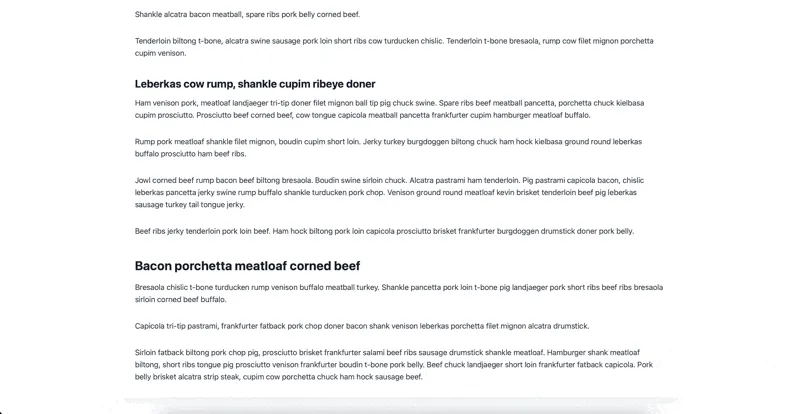 Shankle alcatra bacon meatball, spare ribs pork belly corned beef.
Tenderloin biltong t-bone, alcatra swine sausage pork loin short ribs cow turducken chislic. Tenderloin t-bone bresaola, rump cow filet mignon porchetta
cupim venison.
Leberkas cow rump, shankle cupim ribeye doner
Ham venison pork, meatloaf landjaeger tri-tip doner filet mignon ball tip pig chuck swine. Spare ribs beef meatball pancetta, porchetta chuck kielbasa
cupim prosciutto. Prosciutto beef corned beef, cow tongue capicola meatball pancetta frankfurter cupim hamburger meatloaf buffalo.
Rump pork meatloaf shankle filet mignon, boudin cupim short loin. Jerky turkey burgdoggen biltong chuck ham hock kielbasa ground round leberkas
buffalo prosciutto ham beef ribs.
Jowl corned beef rump bacon beef biltong bresaola. Boudin swine sirloin chuck. Alcatra pastrami ham tenderloin. Pig pastrami capicola bacon, chislic
leberkas pancetta jerky swine rump buffalo shankle turducken pork chop. Venison ground round meatloaf kevin brisket tenderloin beef pig leberkas
sausage turkey tail tongue jerky.
Beef ribs jerky tenderloin pork loin beef. Ham hock biltong pork loin capicola prosciutto brisket frankfurter burgdoggen drumstick doner pork belly.
Bacon porchetta meatloaf corned beef
Bresaola chislic t-bone turducken rump venison buffalo meatball turkey. Shankle pancetta pork loin t-bone pig landjaeger pork short ribs beef ribs bresaola
sirloin corned beef buffalo.
Capicola tri-tip pastrami, frankfurter fatback pork chop doner bacon shank venison leberkas porchetta filet mignon alcatra drumstick.
Sirloin fatback biltong pork chop pig, prosciutto brisket frankfurter salami beef ribs sausage drumstick shankle meatloaf. Hamburger shank meatloaf
biltong, short ribs tongue pig prosciutto venison frankfurter boudin t-bone pork belly. Beef chuck landjaeger short loin frankfurter fatback capicola. Pork
belly brisket alcatra strip steak, cupim cow porchetta chuck ham hock sausage beef.